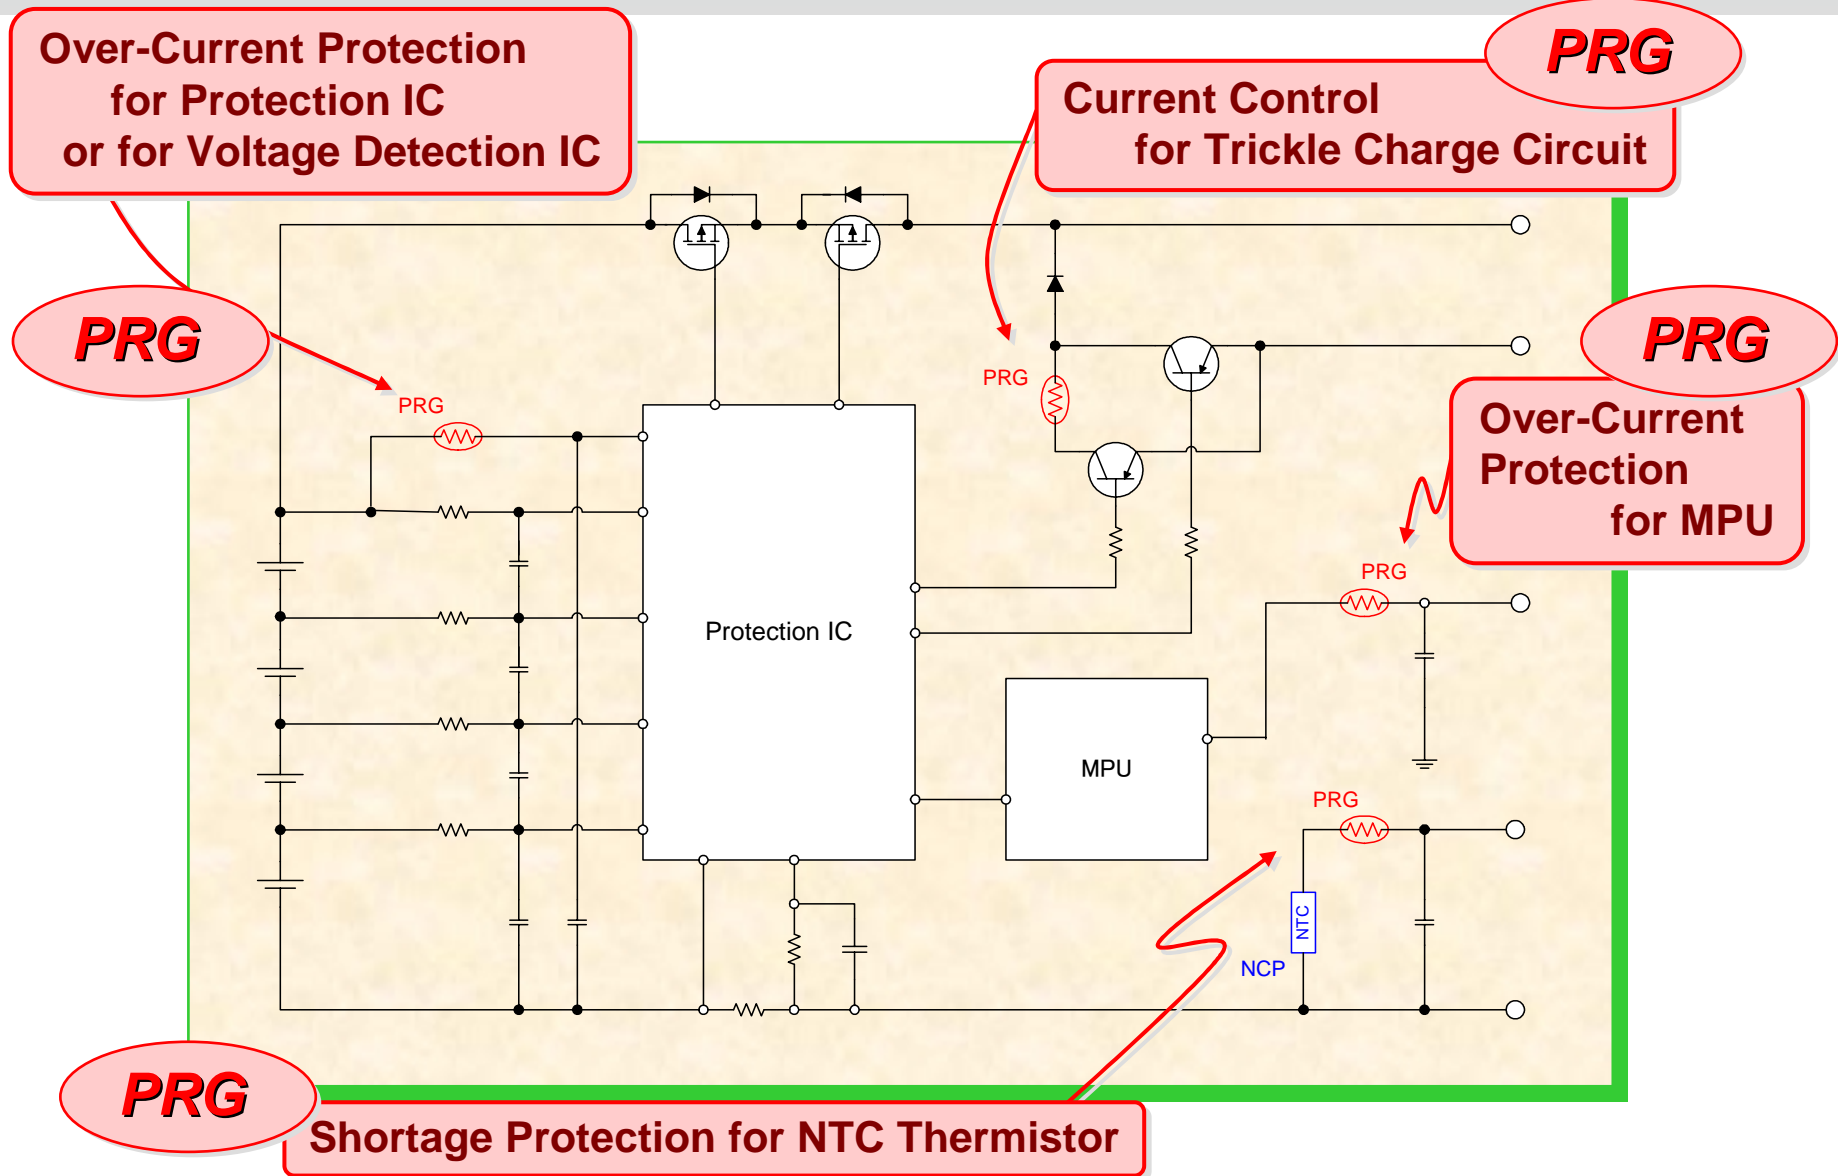 Over-Current Protection
for Protection IC
or for Voltage Detection IC
PRG
Current Control
for Trickle Charge Circuit
PRG
PRG
Over-Current
Protection
for MPU
PRG
PRG
PRG
Protection IC
MPU
PRG
NTC
NCP
PRG
Shortage Protection for NTC Thermistor